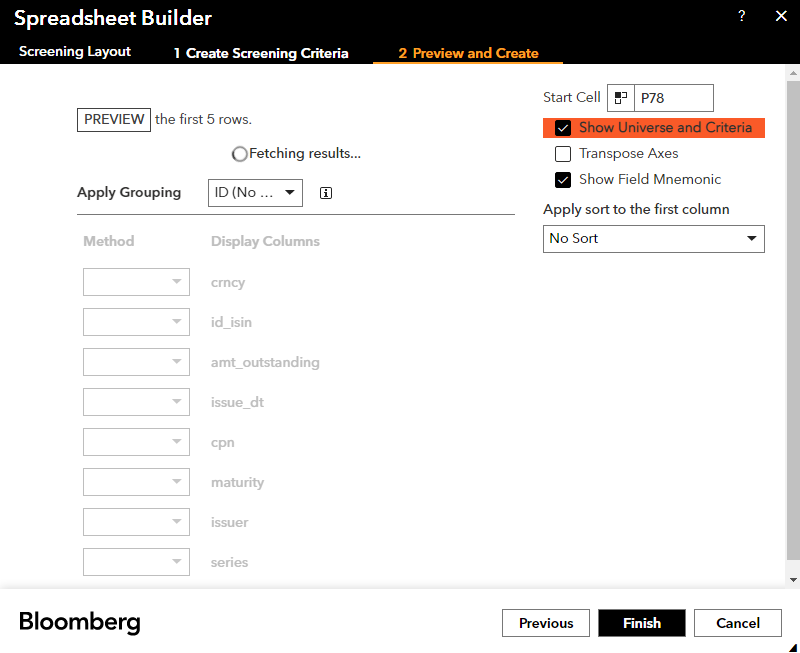 Spreadsheet Builder
?
Screening Layout
1 Create Screening Criteria
2 Preview and Create
Start Cell
P78
PREVIEW the first 5 rows.
Show Universe and Criteria
Fetching results...
Transpose Axes
Show Field Mnemonic
Apply Grouping
ID (No ...
Apply sort to the first column
No Sort
Method
Display Columns
crncy
id_isin
amt_outstanding
issue_dt
cpn
maturity
issuer
series
Bloomberg
Previous
Finish
Cancel